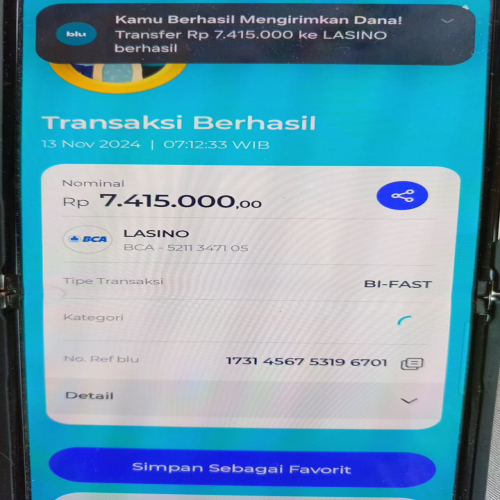 blu
Kamu Berhasil Mengirimkan Dana!
Transfer Rp 7.415.000 ke LASINO
berhasil
Transaksi Berhasil
13 Nov 2024 | 07:12:33 WIB
Nominal
Rp 7.415.000,00
BCA
LASINO
BCA - 5211 3471 05
Tipe Transaksi
BI-FAST
Kategori
No. Ref blu
1731 4567 5319 6701
Detail
Simpan Sebagai Favorit